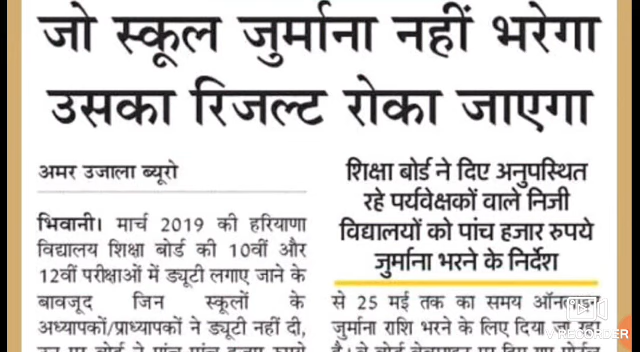 जो स्कूल जुर्माना नहीं भरेगा
उसका रिजल्ट रोका जाएगा
अमर उजाला ब्यूरो
भिवानी। मार्च 2019 की हरियाणा
विद्यालय शिक्षा बोर्ड की 10वीं और
12वीं परीक्षाओं में ड्यूटी लगाए जाने के
बावजूद जिन स्कूलों के
अध्यापकों/प्राध्यापकों ने ड्यूटी नहीं दी,
शिक्षा बोर्ड ने दिए अनुपस्थित
रहे पर्यवेक्षकों वाले निजी
विद्यालयों को पांच हजार रुपये
जुर्माना भरने के निर्देश
से 25 मई तक का समय ऑनलाइन
जुर्माना राशि भरने के लिए दिया
V RECORDER